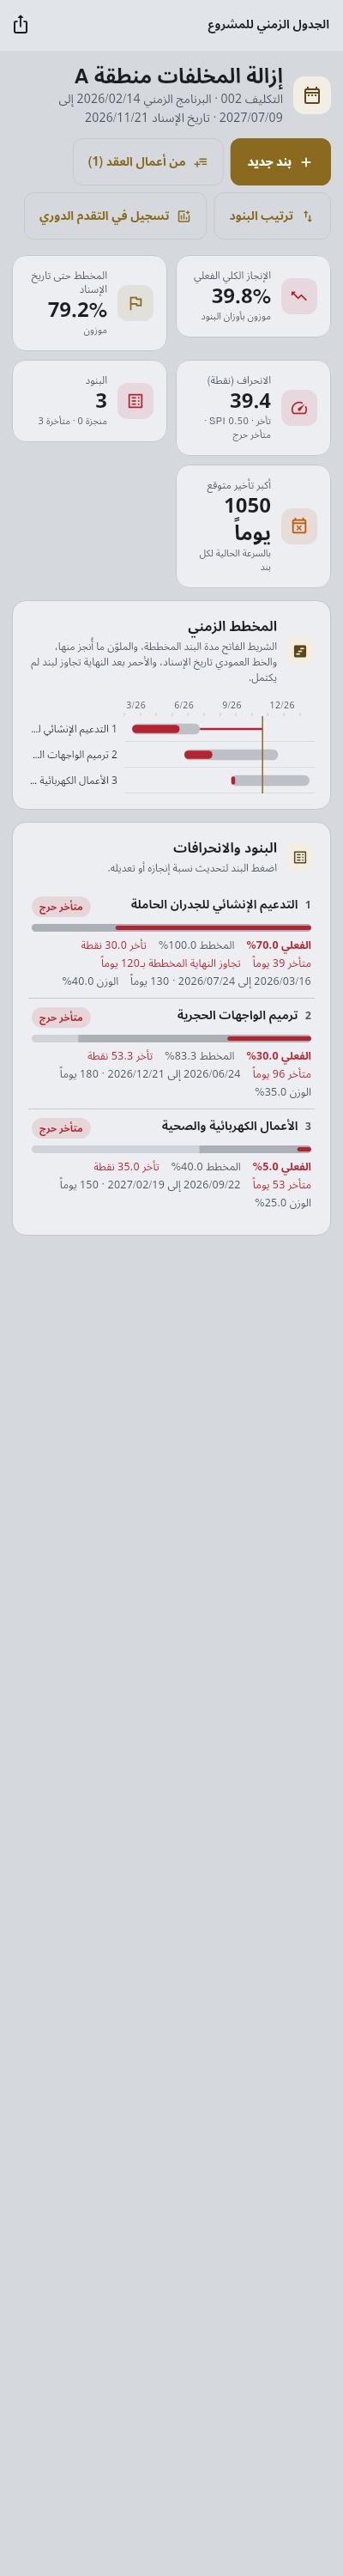 الجدول الزمني للمشروع
إزالة المخلفات منطقة A
التكليف 002 · البرنامج الزمني 2026/02/14 إلى
2027/07/09 · تاريخ الإسناد 2026/11/21
بند جديد
من أعمال العقد (1)
ترتيب البنود
تسجيل في التقدم الدوري
الإنجاز الكلي الفعلي
39.8%
موزون بأوزان البنود
المخطط حتى تاريخ
الإسناد
79.2%
موزون
الانحراف (نقطة)
39.4
تأخر · SPI 0.50 ·
متأخر حرج
البنود
3
منجزة 0 · متأخرة 3
أكبر تأخير متوقع
1050
يوماً
بالسرعة الحالية لكل
بند
المخطط الزمني
الشريط الفاتح مدة البند المخططة، والملوّن ما أُنجز منها،
والخط العمودي تاريخ الإسناد، والأحمر بعد النهاية تجاوز لبند لم
يكتمل.
3/26 6/26 9/26 12/26
1 التدعيم الإنشائي ل...
2 ترميم الواجهات الـ...
3 الأعمال الكهربائية ...
البنود والانحرافات
اضغط البند لتحديث نسبة إنجازه أو تعديله.
1 التدعيم الإنشائي للجدران الحاملة
متأخر حرج
الفعلي 70.0% المخطط 100.0% تأخر 30.0 نقطة
متأخر 39 يوماً تجاوز النهاية المخططة بـ120 يوماً
2026/03/16 إلى 2026/07/24 · 130 يوماً الوزن 40.0%
2 ترميم الواجهات الحجرية
متأخر حرج
الفعلي 30.0% المخطط 83.3% تأخر 53.3 نقطة
متأخر 96 يوماً 2026/06/24 إلى 2026/12/21 · 180 يوماً
الوزن 35.0%
3 الأعمال الكهربائية والصحية
متأخر حرج
الفعلي 5.0% المخطط 40.0% تأخر 35.0 نقطة
متأخر 53 يوماً 2026/09/22 إلى 2027/02/19 · 150 يوماً
الوزن 25.0%